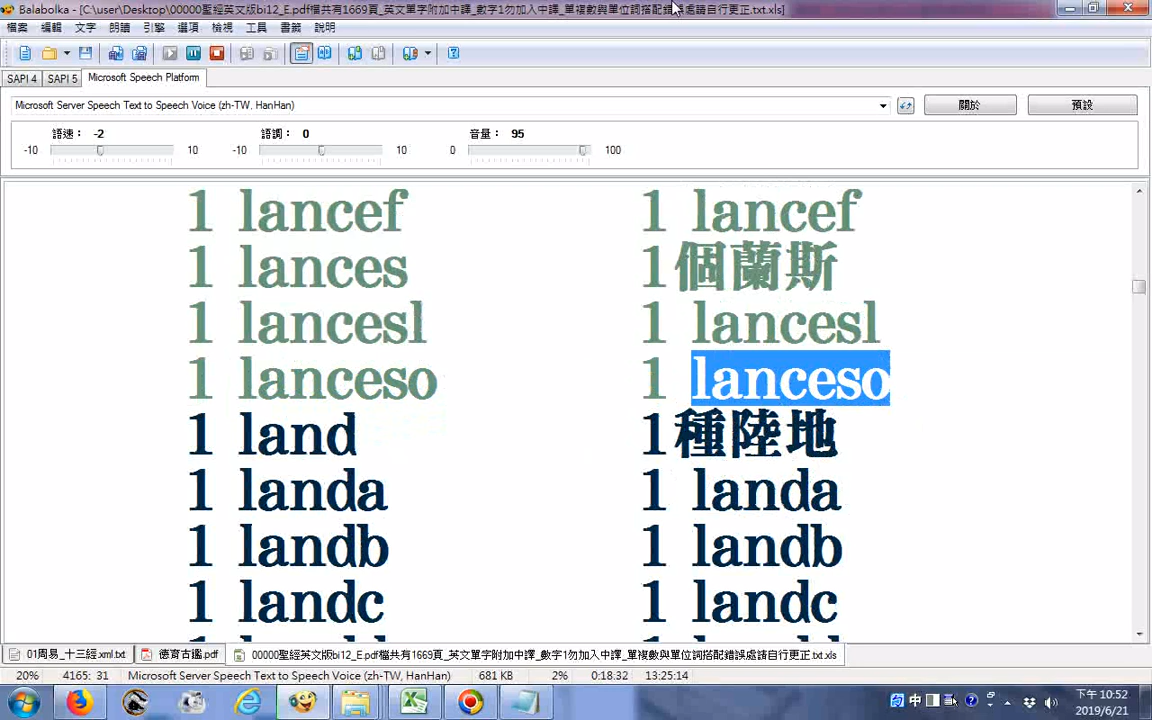 Balabolka - [C:\user\Desktop\00000聖經英文版bi12_E.pdf檔共有1669頁_英文單字附加中譯_數字1勿加入中譯_單複數與單位詞搭配錯誤處請自行更正.txt.xls]
檔案 編輯 文字 朗讀 引擎 選項 檢視 工具 書籤 說明
SAPI 4 SAPI 5 Microsoft Speech Platform
Microsoft Server Speech Text to Speech Voice (zh-TW, HanHan) 關於 預設
語速： -2 語調： 0 音量： 95
-10 10 -10 10 0 100
1 lancef 1 lancef
1 lances 1個蘭斯
1 lancesl 1 lancesl
1 lanceso 1 lanceso
1 land 1種陸地
1 landa 1 landa
1 landb 1 landb
1 landc 1 landc
01周易_十三經.xml.txt 德育古鑑.pdf 00000聖經英文版bi12_E.pdf檔共有1669頁_英文單字附加中譯_數字1勿加入中譯_單複數與單位詞搭配錯誤處請自行更正.txt.xls
20% 4165: 31 Microsoft Server Speech Text to Speech Voice (zh-TW, HanHan) 681 KB 2% 0:18:32 13:25:14
中 下午 10:52
2019/6/21